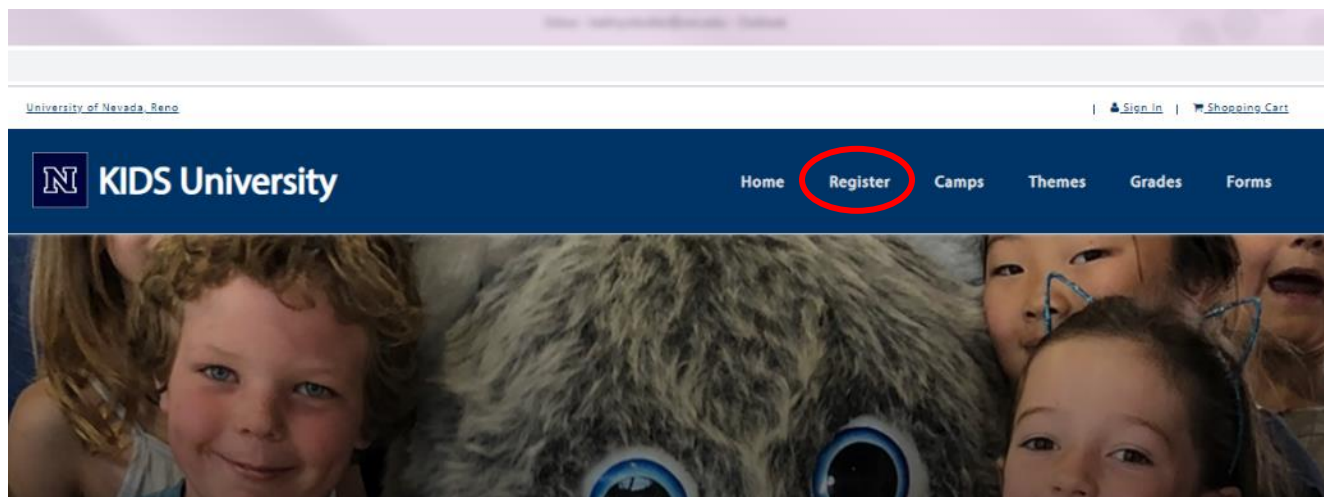 University of Nevada, Reno | Sign In | Shopping Cart
N KIDS University Home Register Camps Themes Grades Forms